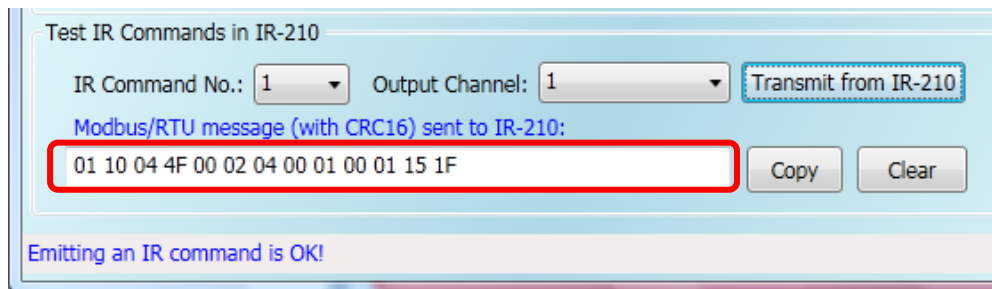 Test IR Commands in IR-210
IR Command No.: 1 Output Channel: 1 Transmit from IR-210
Modbus/RTU message (with CRC16) sent to IR-210:
01 10 04 4F 00 02 04 00 01 00 01 15 1F Copy Clear
Emitting an IR command is OK!